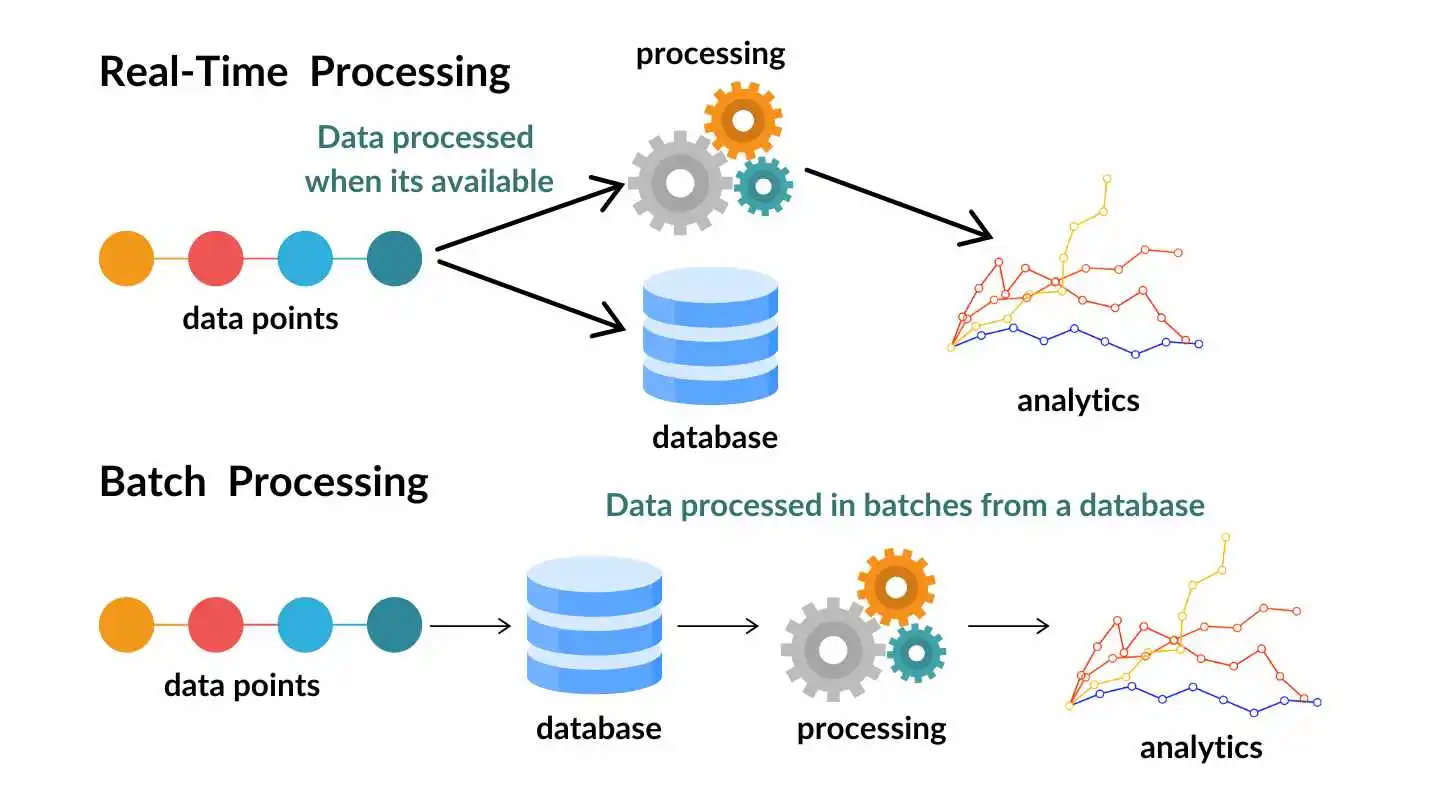 Real-Time Processing
processing
Data processed
when its available
data points
database
analytics
Batch Processing
Data processed in batches from a database
data points
database
processing
analytics